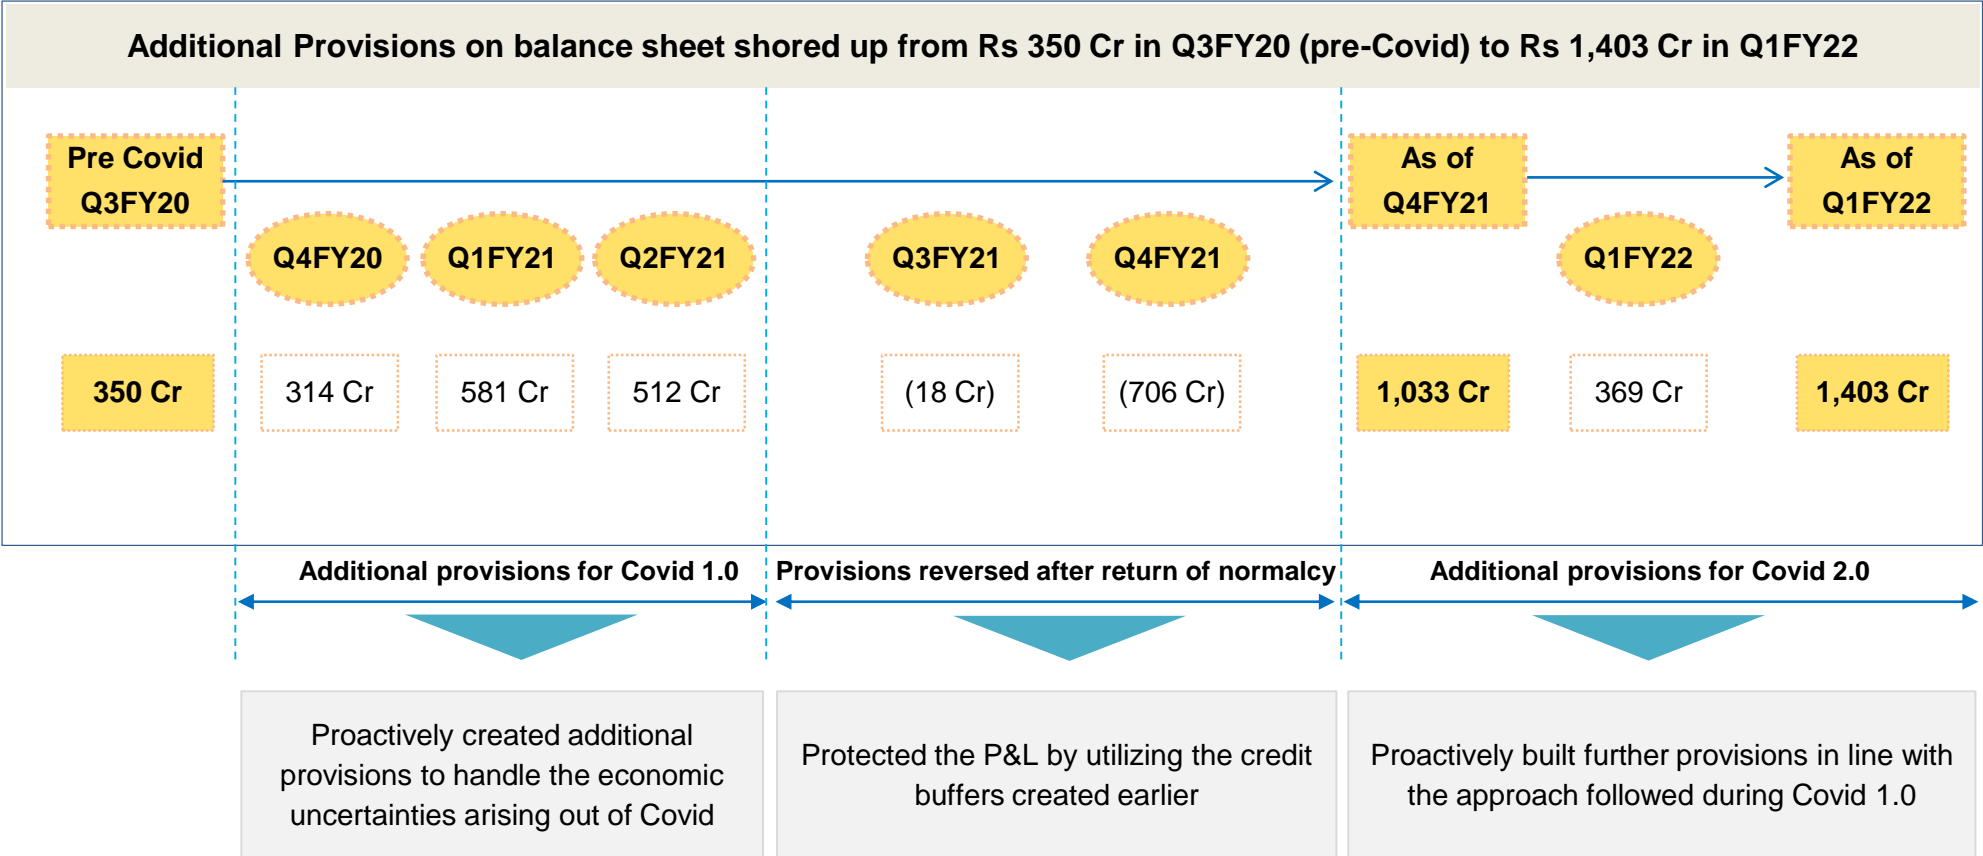 Additional Provisions on balance sheet shored up from Rs 350 Cr in Q3FY20 (pre-Covid) to Rs 1,403 Cr in Q1FY22
Pre Covid
Q3FY20
As of
Q4FY21
As of
Q1FY22
Q4FY20
Q1FY21
Q2FY21
Q3FY21
Q4FY21
Q1FY22
350 Cr
314 Cr
581 Cr
512 Cr
(18 Cr)
(706 Cr)
1,033 Cr
369 Cr
1,403 Cr
Additional provisions for Covid 1.0
Provisions reversed after return of normalcy
Additional provisions for Covid 2.0
Proactively created additional
provisions to handle the economic
uncertainties arising out of Covid
Protected the P&L by utilizing the credit
buffers created earlier
Proactively built further provisions in line with
the approach followed during Covid 1.0